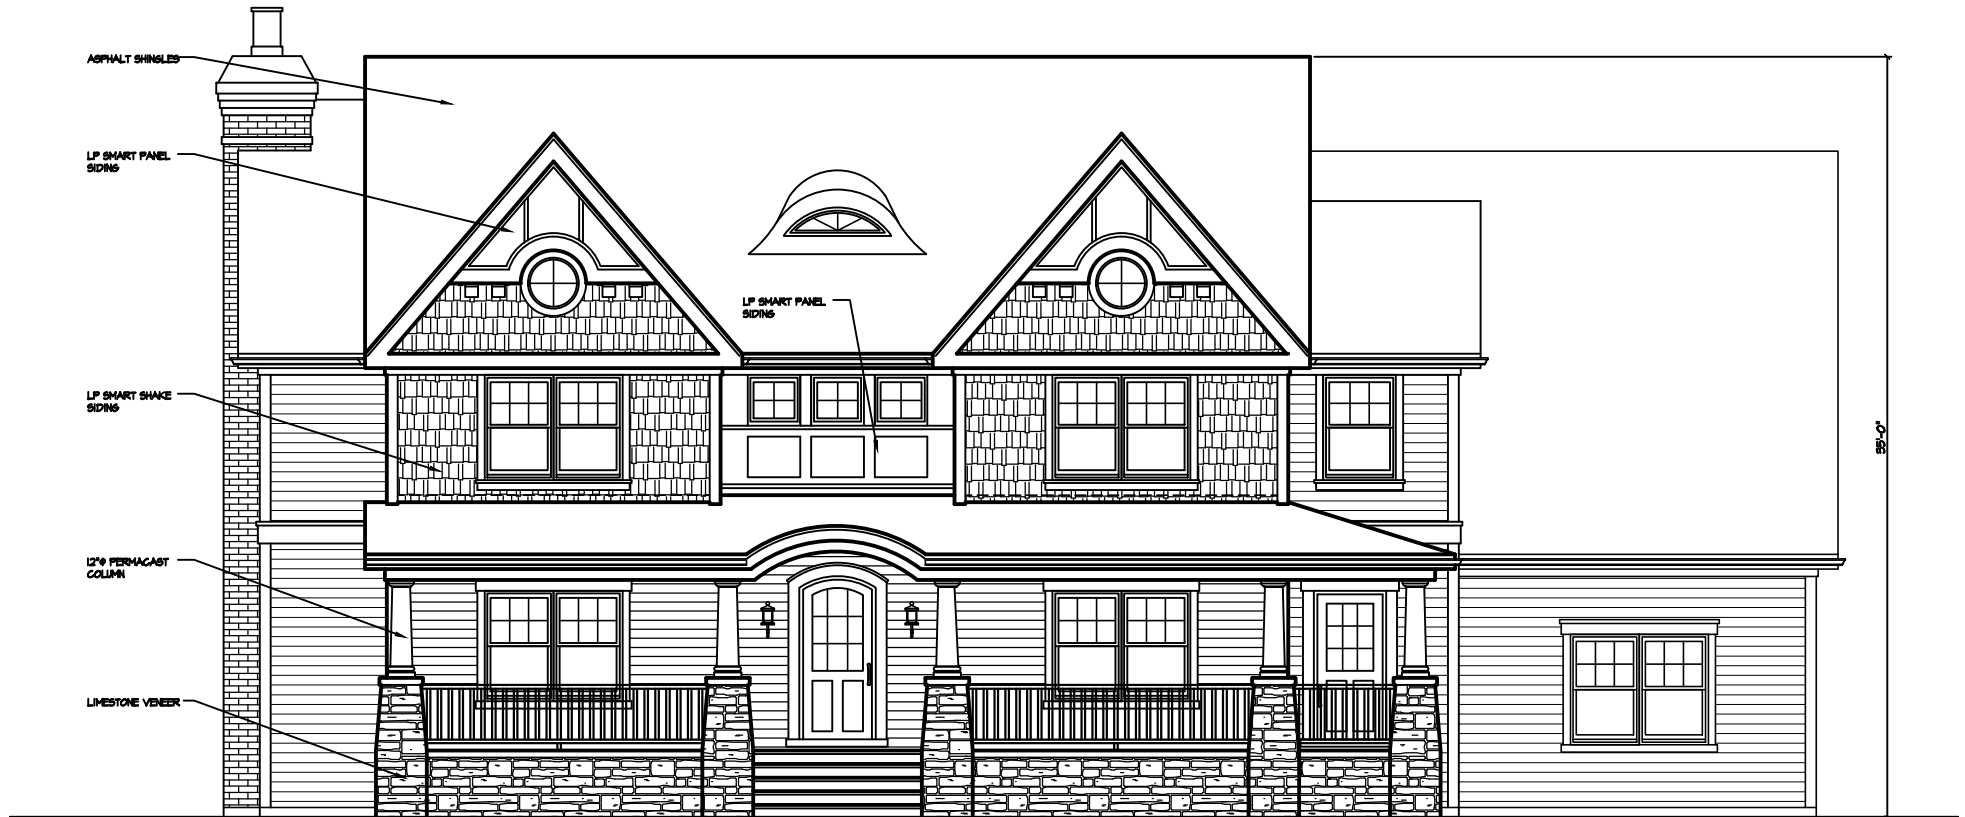 ASPHALT SHINGLES
LP SMART PANEL
SIDING
LP SMART PANEL
SIDING
LP SMART SHAKE
SIDING
12"Φ PERMACAST
COLUMN
LIMESTONE VENEER
35'-0"